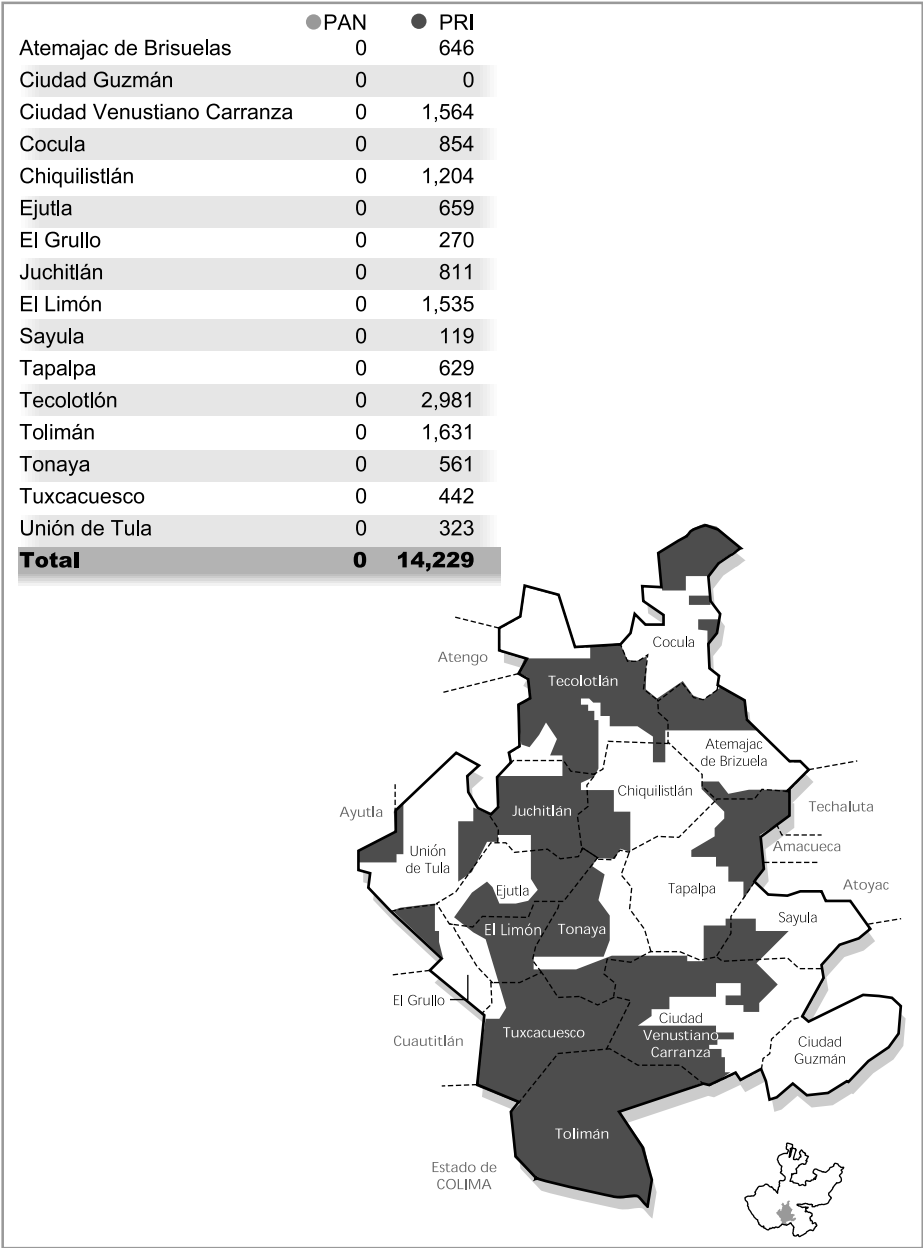 PAN PRI
Atemajac de Brisuelas 0 646
Ciudad Guzmán 0 0
Ciudad Venustiano Carranza 0 1,564
Cocula 0 854
Chiquilistlán 0 1,204
Ejutla 0 659
El Grullo 0 270
Juchitlán 0 811
El Limón 0 1,535
Sayula 0 119
Tapalpa 0 629
Tecolotlón 0 2,981
Tolimán 0 1,631
Tonaya 0 561
Tuxcacuesco 0 442
Unión de Tula 0 323
Total 0 14,229
Cocula
Atengo
Tecolotlán
Atemajac
de Brizuela
Chiquilistlán
Juchitlán
Ayutla
Techaluta
Amacueca
Unión
de Tula
Ejutla
Tapalpa
Atoyac
Sayula
El Limón
Tonaya
El Grullo
Cuautitlán
Tuxcacuesco
Ciudad
Venustiano
Carranza
Ciudad
Guzmán
Tolimán
Estado de
COLIMA